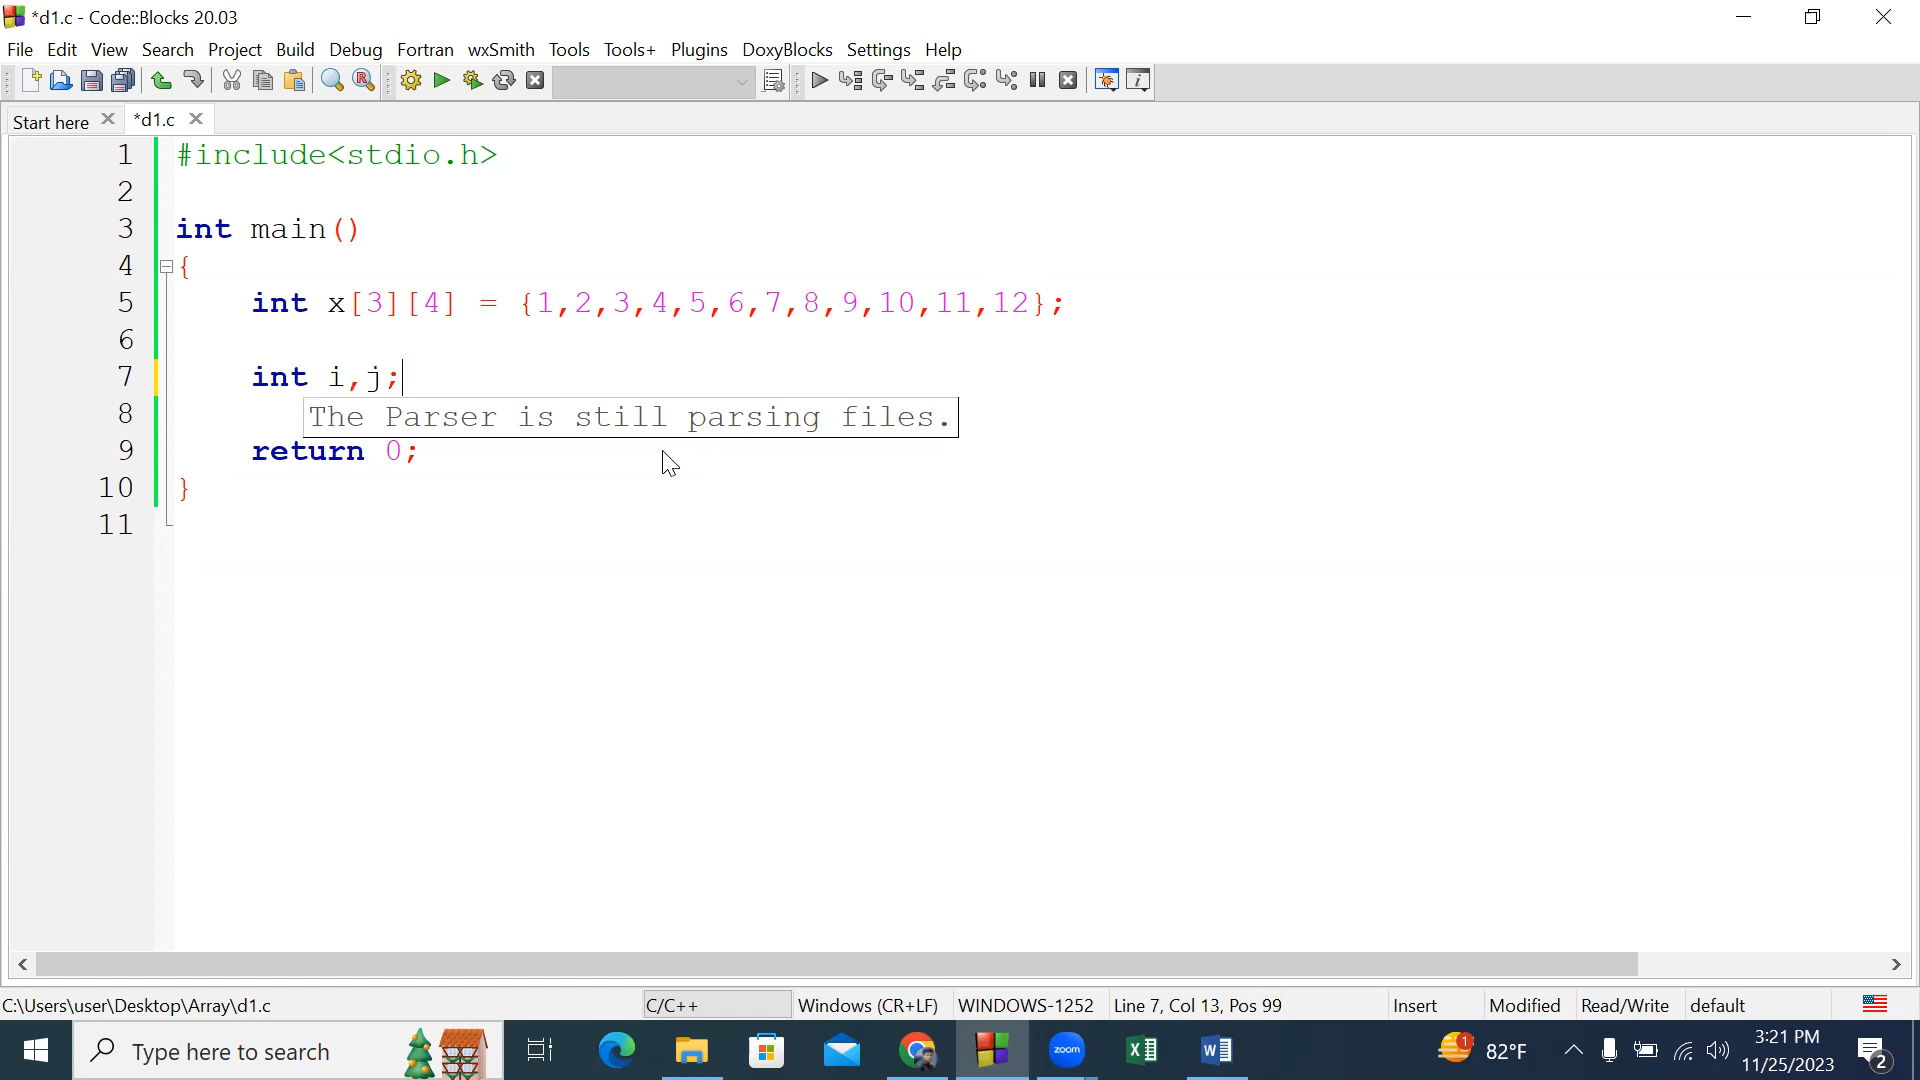 *d1.c - Code::Blocks 20.03
File Edit View Search Project Build Debug Fortran wxSmith Tools Tools+ Plugins DoxyBlocks Settings Help
Start here *d1.c
1 #include<stdio.h>
2
3 int main()
4 {
5 int x[3][4] = {1,2,3,4,5,6,7,8,9,10,11,12};
6
7 int i,j;
8 The Parser is still parsing files.
9 return 0;
10 }
11
C:\Users\user\Desktop\Array\d1.c C/C++ Windows (CR+LF) WINDOWS-1252 Line 7, Col 13, Pos 99 Insert Modified Read/Write default
Type here to search zoom 1 82°F 3:21 PM
11/25/2023 2